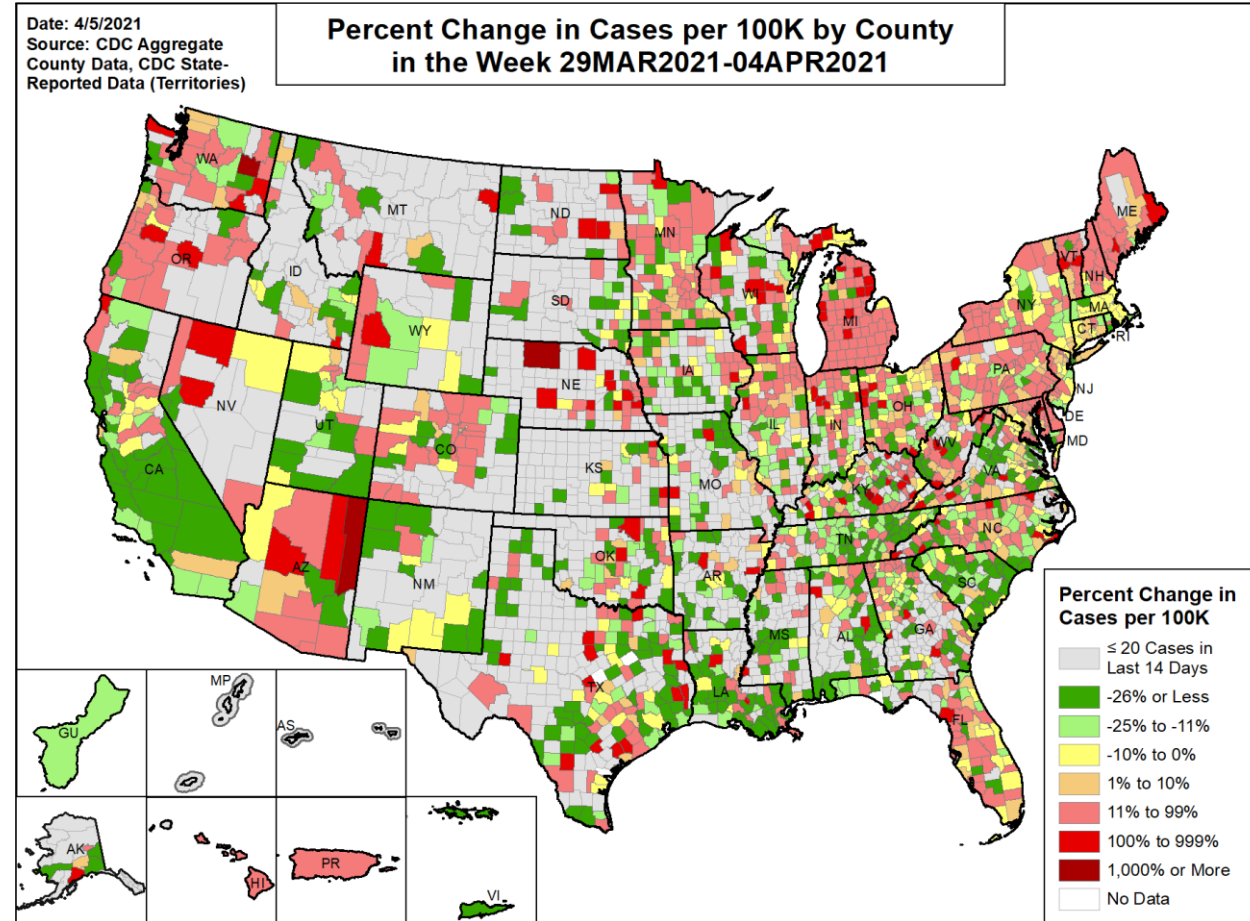 Date: 4/5/2021
Source: CDC Aggregate
County Data, CDC State-
Reported Data (Territories)
Percent Change in Cases per 100K by County
in the Week 29MAR2021-04APR2021
WA
MT
ND
MN
ME
OR
ID
SD
WI
VT
NH
NY
MA
WY
MI
CT
RI
IA
PA
NE
NJ
NV
OH
IL
IN
DE
UT
WV
MD
CO
CA
VA
KS
MO
KY
NC
TN
OK
AZ
NM
AR
SC
MS
AL
GA
TX
LA
FL
MP
GU
AS
AK
HI
PR
VI
Percent Change in
Cases per 100K
≤ 20 Cases in
Last 14 Days
-26% or Less
-25% to -11%
-10% to 0%
1% to 10%
11% to 99%
100% to 999%
1,000% or More
No Data